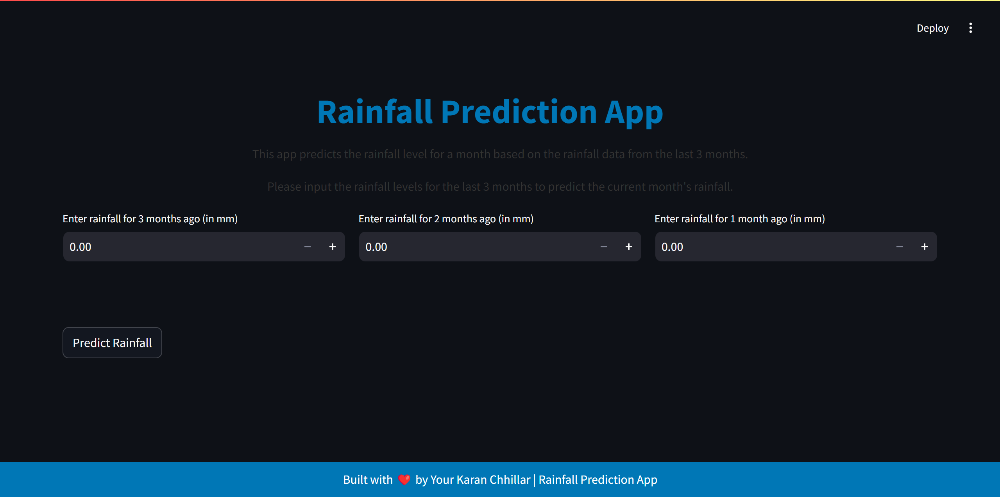 Deploy
Rainfall Prediction App
This app predicts the rainfall level for a month based on the rainfall data from the last 3 months.
Please input the rainfall levels for the last 3 months to predict the current month's rainfall.
Enter rainfall for 3 months ago (in mm) Enter rainfall for 2 months ago (in mm) Enter rainfall for 1 month ago (in mm)
0.00 − + 0.00 − + 0.00 − +
Predict Rainfall
Built with ❤️ by Your Karan Chhillar | Rainfall Prediction App